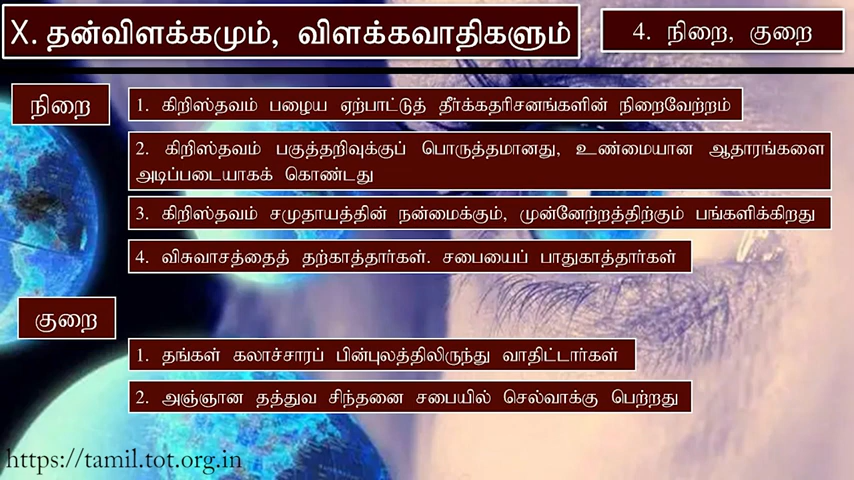 X. தன்விளக்கமும், விளக்கவாதிகளும்
4. நிறை, குறை
நிறை
1. கிறிஸ்தவம் பழைய ஏற்பாட்டுத் தீர்க்கதரிசனங்களின் நிறைவேற்றம்
2. கிறிஸ்தவம் பகுத்தறிவுக்குப் பொருத்தமானது, உண்மையான ஆதாரங்களை
அடிப்படையாகக் கொண்டது
3. கிறிஸ்தவம் சமுதாயத்தின் நன்மைக்கும், முன்னேற்றத்திற்கும் பங்களிக்கிறது
4. விசுவாசத்தைத் தற்காத்தார்கள். சபையைப் பாதுகாத்தார்கள்
குறை
1. தங்கள் கலாச்சாரப் பின்புலத்திலிருந்து வாதிட்டார்கள்
2. அஞ்ஞான தத்துவ சிந்தனை சபையில் செல்வாக்கு பெற்றது
https://tamil.tot.org.in